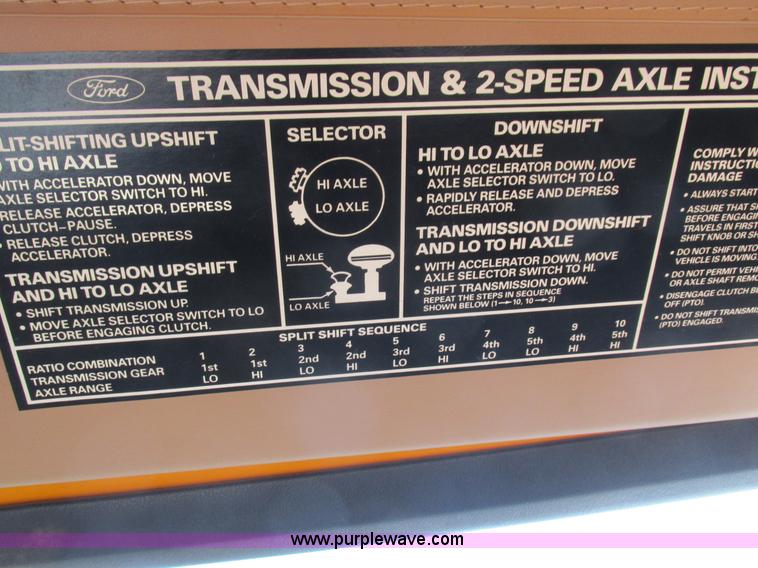 Ford TRANSMISSION & 2-SPEED AXLE INST
LIT-SHIFTING UPSHIFT
O TO HI AXLE
WITH ACCELERATOR DOWN, MOVE
AXLE SELECTOR SWITCH TO HI.
RELEASE ACCELERATOR, DEPRESS
CLUTCH–PAUSE.
• RELEASE CLUTCH, DEPRESS
ACCELERATOR.
TRANSMISSION UPSHIFT
AND HI TO LO AXLE
• SHIFT TRANSMISSION UP.
• MOVE AXLE SELECTOR SWITCH TO LO
BEFORE ENGAGING CLUTCH.
SELECTOR
HI AXLE
LO AXLE
HI AXLE
LO AXLE
DOWNSHIFT
HI TO LO AXLE
• WITH ACCELERATOR DOWN, MOVE
AXLE SELECTOR SWITCH TO LO.
• RAPIDLY RELEASE AND DEPRESS
ACCELERATOR.
TRANSMISSION DOWNSHIFT
AND LO TO HI AXLE
• WITH ACCELERATOR DOWN, MOVE
AXLE SELECTOR SWITCH TO HI.
• SHIFT TRANSMISSION DOWN.
REPEAT THE STEPS IN SEQUENCE
SHOWN BELOW (1→10, 10→3)
COMPLY W
INSTRUCTIO
DAMAGE
• ALWAYS START
• ASSURE THAT S
BEFORE ENGAGIN
TRAVELS IN FIRST
SHIFT KNOB OR SH
• DO NOT SHIFT INTO
VEHICLE IS MOVING.
• DO NOT PERMIT VEHI
OR AXLE SHAFT REMO
• DISENGAGE CLUTCH BE
OFF (PTO).
• DO NOT SHIFT TRANSMIS
(PTO) ENGAGED.
SPLIT SHIFT SEQUENCE
RATIO COMBINATION 1 2 3 4 5 6 7 8 9 10
TRANSMISSION GEAR 1st 1st 2nd 2nd 3rd 3rd 4th 5th 4th 5th
AXLE RANGE LO HI LO HI LO HI LO LO HI HI
www.purplewave.com